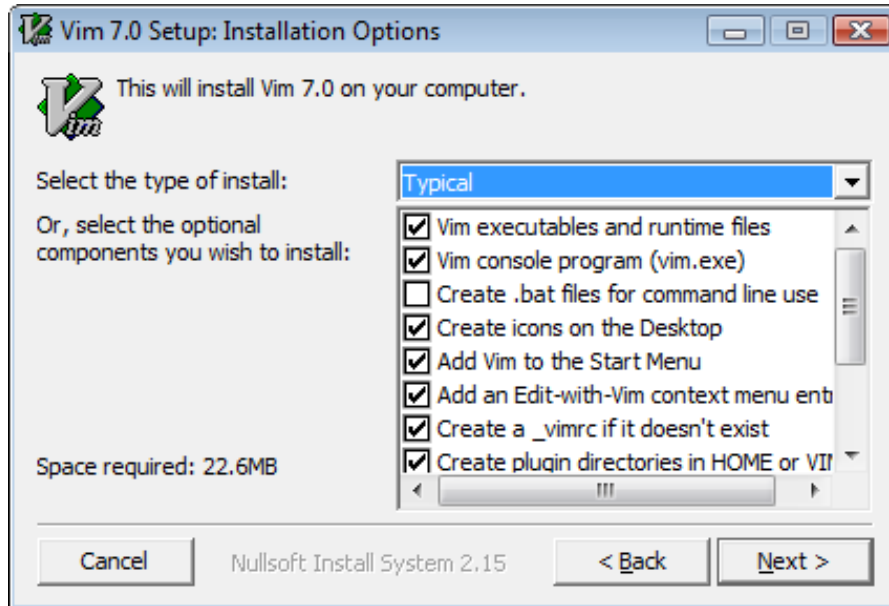 Vim 7.0 Setup: Installation Options
Vim
This will install Vim 7.0 on your computer.
Select the type of install:
Typical
Or, select the optional
components you wish to install:
Vim executables and runtime files
Vim console program (vim.exe)
Create .bat files for command line use
Create icons on the Desktop
Add Vim to the Start Menu
Add an Edit-with-Vim context menu
Create a _vimrc if it doesn't exist
Create plugin directories in HOME or
Space required: 22.6MB
Cancel
Nullsoft Install System 2.15
< Back
Next >